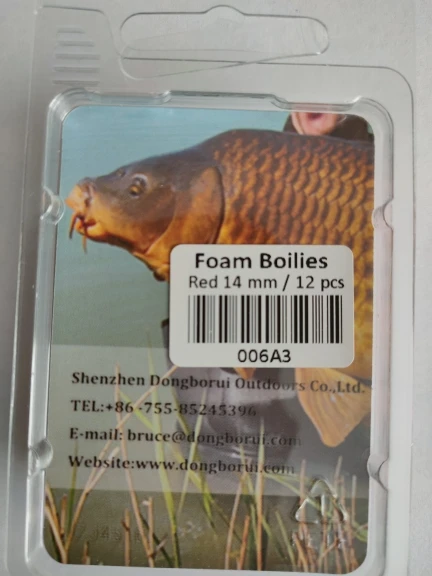 Foam Boilies
Red 14 mm / 12 pcs
006A3
Shenzhen Dongborui Outdoors Co.,Ltd.
TEL:+86 -755-85245396
E-mail: bruce@dongborui.com
Website:www.dongborui.com